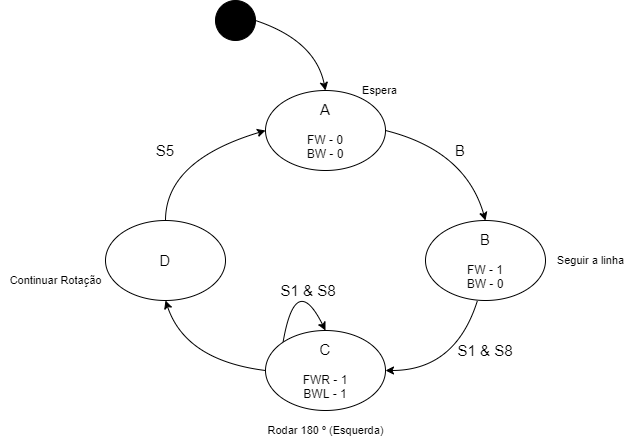 Espera
A
FW - 0
BW - 0
S5
B
B
FW - 1
BW - 0
Seguir a linha
D
Continuar Rotação
S1 & S8
S1 & S8
C
FWR - 1
BWL - 1
Rodar 180 º (Esquerda)